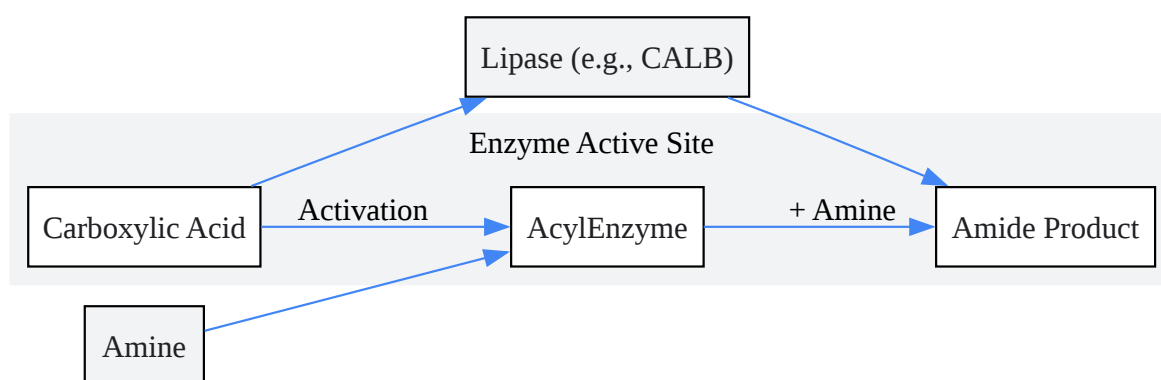 Lipase (e.g., CALB)
Enzyme Active Site
Carboxylic Acid
Activation
AcylEnzyme
+ Amine
Amide Product
Amine